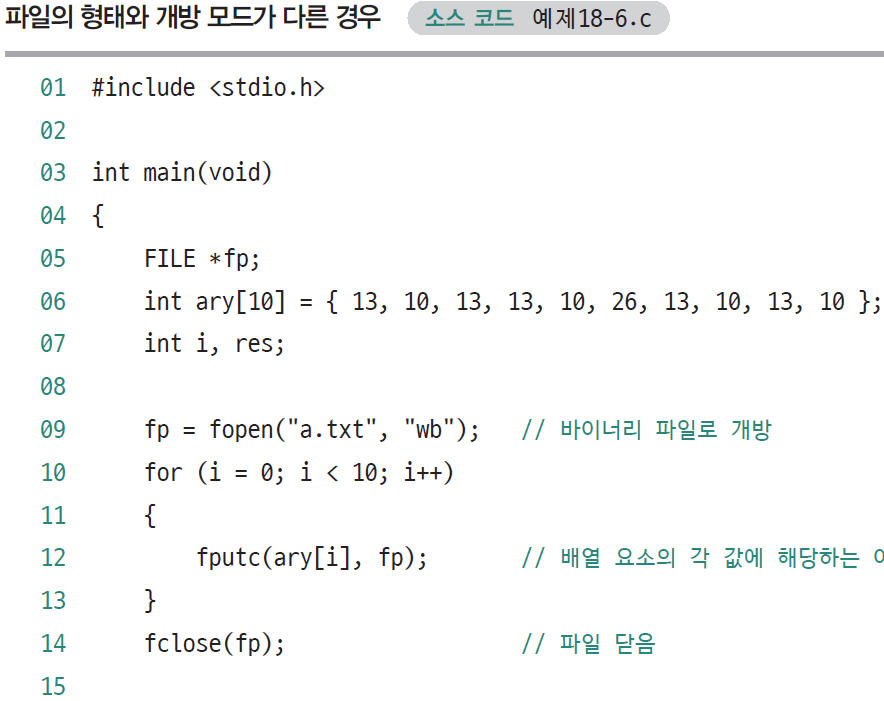 파일의 형태와 개방 모드가 다른 경우 소스 코드 예제18-6.c
01 #include <stdio.h>
02
03 int main(void)
04 {
05 FILE *fp;
06 int ary[10] = { 13, 10, 13, 13, 10, 26, 13, 10, 13, 10 };
07 int i, res;
08
09 fp = fopen("a.txt", "wb"); // 바이너리 파일로 개방
10 for (i = 0; i < 10; i++)
11 {
12 fputc(ary[i], fp); // 배열 요소의 각 값에 해당하는
13 }
14 fclose(fp); // 파일 닫음
15